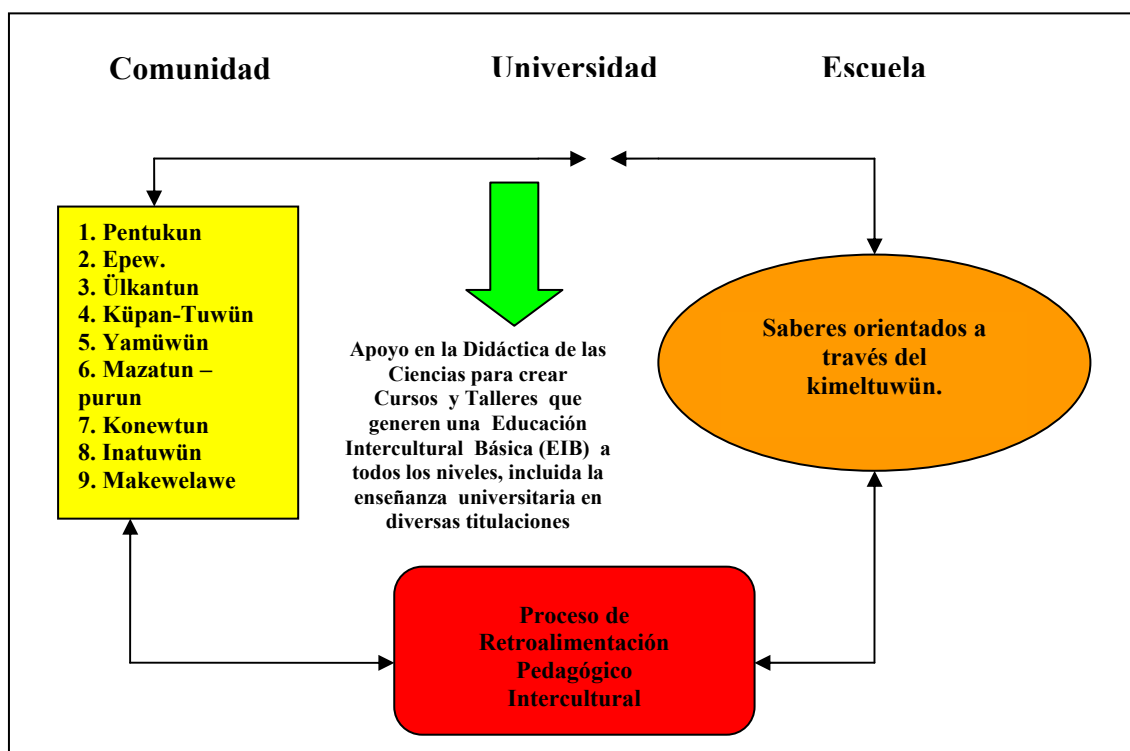 Comunidad
Universidad
Escuela
1. Pentukun
2. Epew.
3. Ülkantun
4. Küpan-Tuwün
5. Yamüwün
6. Mazatun –
purun
7. Konewtun
8. Inatuwün
9. Makewelawe
Apoyo en la Didáctica de las
Ciencias para crear
Cursos y Talleres que
generen una Educación
Intercultural Básica (EIB) a
todos los niveles, incluida la
enseñanza universitaria en
diversas titulaciones
Saberes orientados a
través del
kimeltuwün.
Proceso de
Retroalimentación
Pedagógico
Intercultural